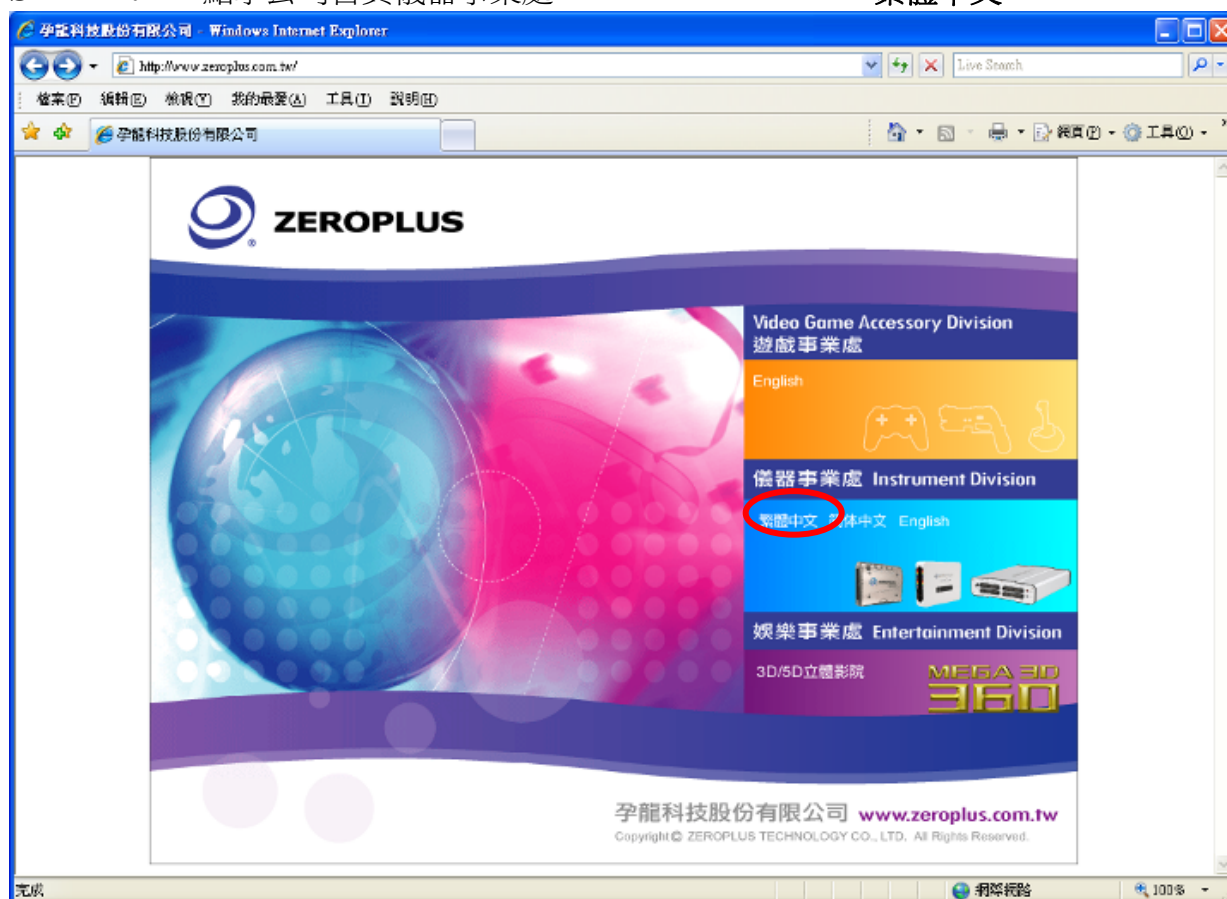 孕龍科技股份有限公司 - Windows Internet Explorer
http://www.zeroplus.com.tw/
Live Search
檔案(F) 編輯(E) 檢視(V) 我的最愛(A) 工具(T) 說明(H)
孕龍科技股份有限公司
網頁(P) 工具(O)
ZEROPLUS
Video Game Accessory Division
遊戲事業處
English
儀器事業處 Instrument Division
繁體中文 简体中文 English
娛樂事業處 Entertainment Division
3D/5D立體影院
MEGA 3D
360
孕龍科技股份有限公司 www.zeroplus.com.tw
Copyright © ZEROPLUS TECHNOLOGY CO., LTD. All Rights Reserved.
完成
網際網路
100%